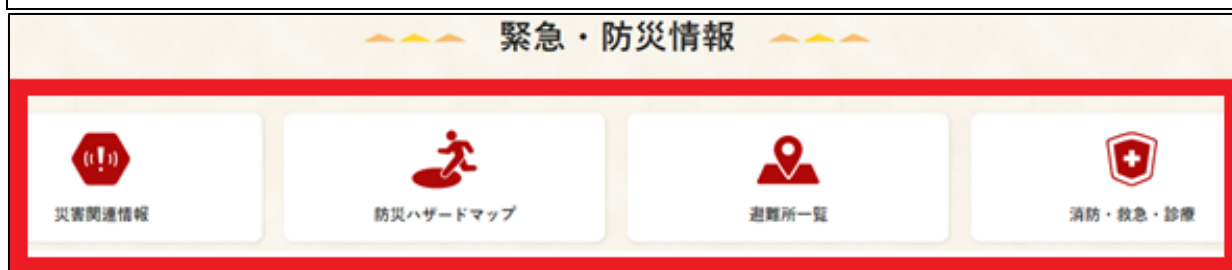 緊急・防災情報
災害関連情報
防災ハザードマップ
避難所一覧
消防・救急・診療